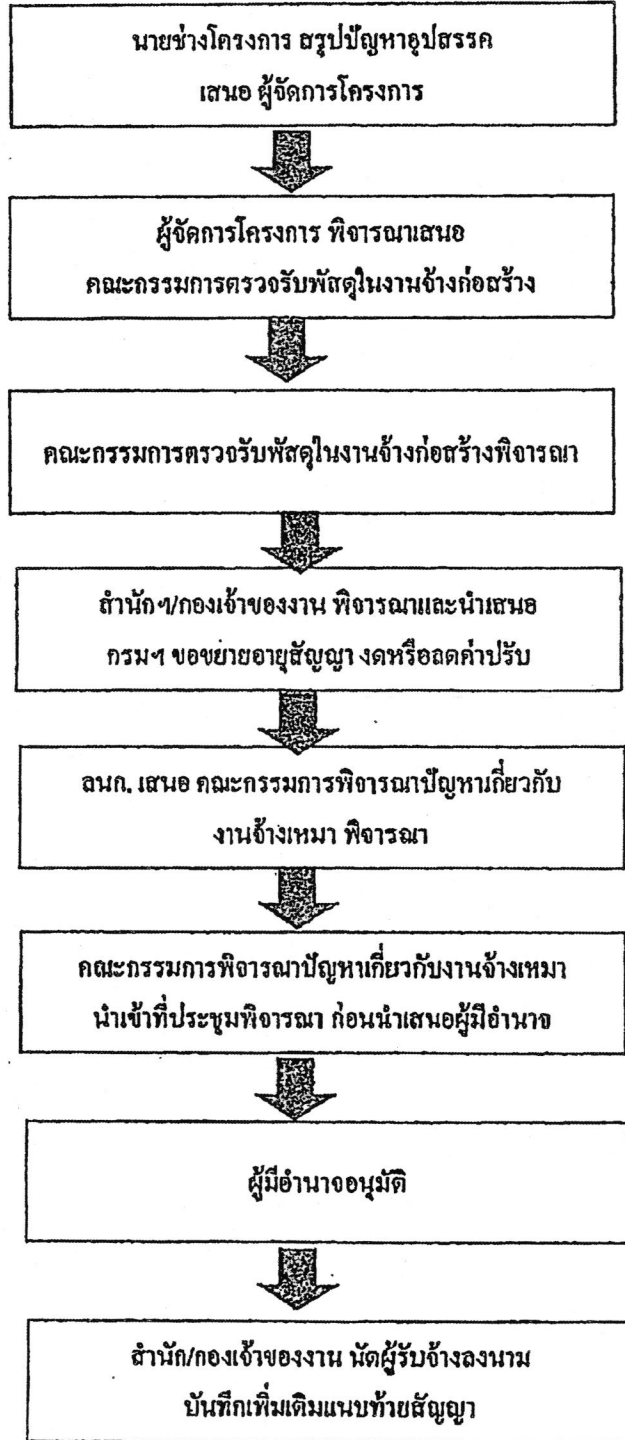 นายช่างโครงการ สรุปปัญหาอุปสรรค
เสนอ ผู้จัดการโครงการ
ผู้จัดการโครงการ พิจารณาเสนอ
คณะกรรมการตรวจรับพัสดุในงานจ้างก่อสร้าง
คณะกรรมการตรวจรับพัสดุในงานจ้างก่อสร้างพิจารณา
สำนักฯ/กองเจ้าของงาน พิจารณาและนำเสนอ
กรมฯ ขอขยายอายุสัญญา งดหรือลดค่าปรับ
ลนก. เสนอ คณะกรรมการพิจารณาปัญหาเกี่ยวกับ
งานจ้างเหมา พิจารณา
คณะกรรมการพิจารณาปัญหาเกี่ยวกับงานจ้างเหมา
นำเข้าที่ประชุมพิจารณา ก่อนนำเสนอผู้มีอำนาจ
ผู้มีอำนาจอนุมัติ
สำนัก/กองเจ้าของงาน นัดผู้รับจ้างลงนาม
บันทึกเพิ่มเติมแนบท้ายสัญญา